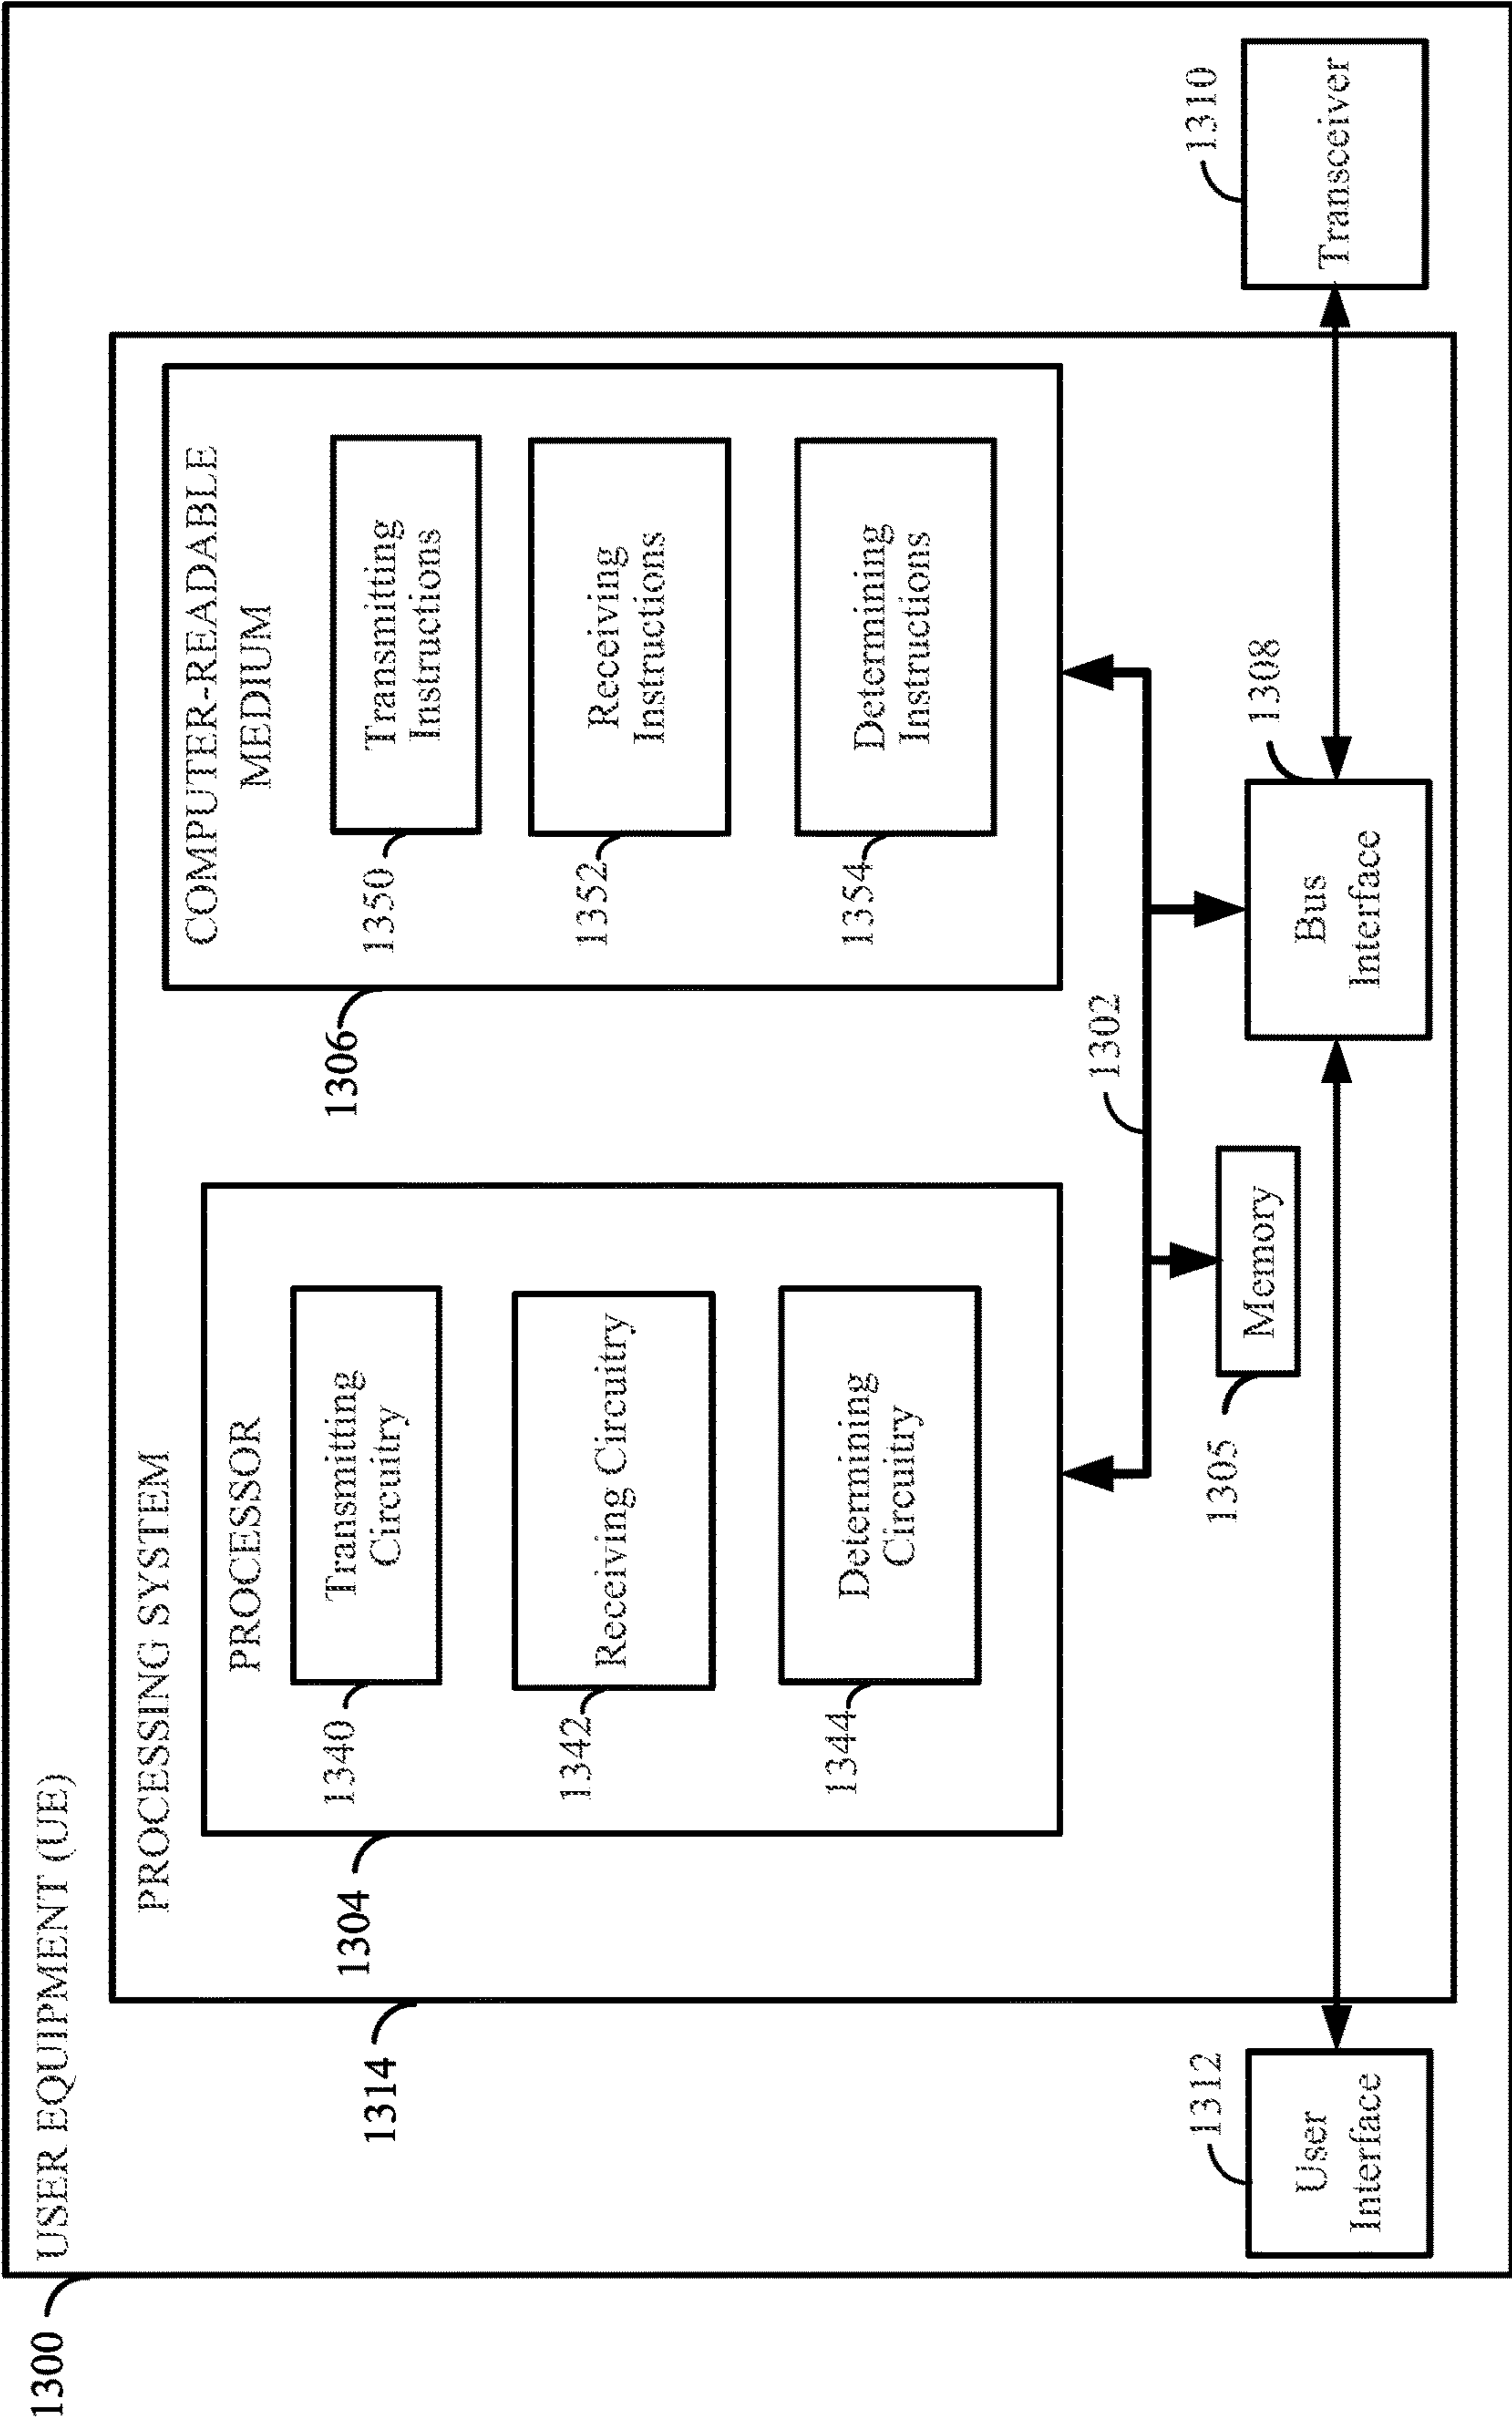 1300
USER EQUIPMENT (UE)
1314
PROCESSING SYSTEM
1304
PROCESSOR
1340
Transmitting
Circuitry
1342
Receiving Circuitry
1344
Determining
Circuitry
1306
COMPUTER-READABLE
MEDIUM
1350
Transmitting
Instructions
1352
Receiving
Instructions
1354
Determining
Instructions
1302
1305
Memory
1308
Bus
Interface
1312
User
Interface
1310
Transceiver